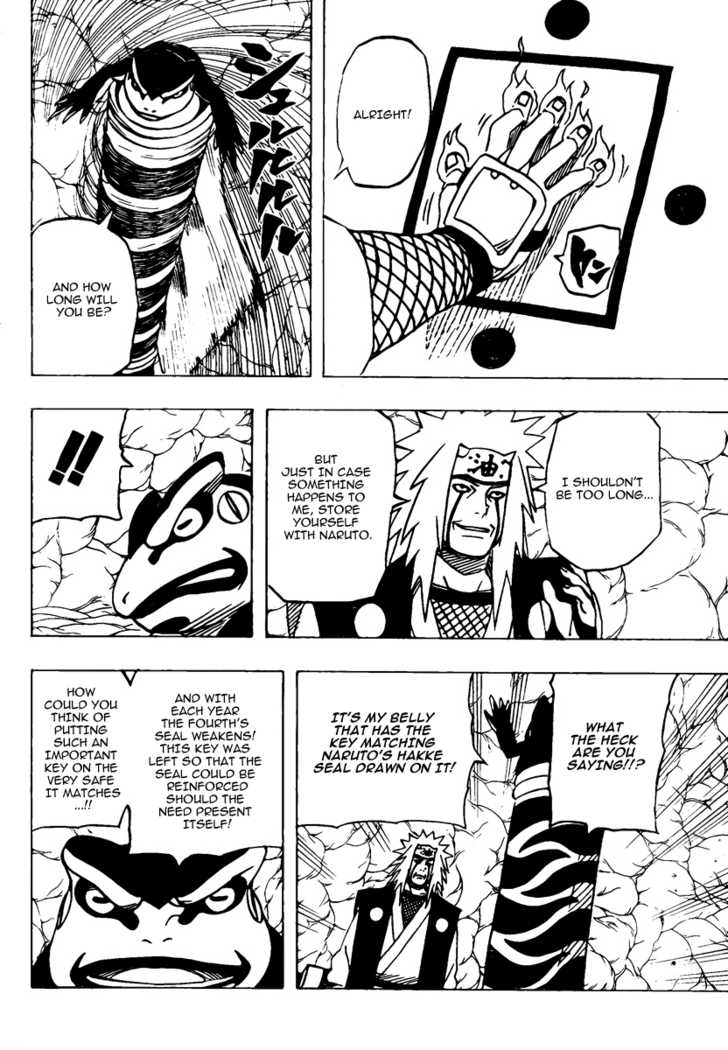 ALRIGHT!
ドン
シュルルルル
AND HOW
LONG WILL
YOU BE?
I SHOULDN'T
BE TOO LONG...
油
BUT
JUST IN CASE
SOMETHING
HAPPENS TO
ME, STORE
YOURSELF
WITH NARUTO.
!!
WHAT
THE HECK
ARE YOU
SAYING!!?
IT'S MY BELLY
THAT HAS THE
KEY MATCHING
NARUTO'S HAKKE
SEAL DRAWN ON IT!
AND WITH
EACH YEAR
THE FOURTH'S
SEAL WEAKENS!
THIS KEY WAS
LEFT SO THAT
THE SEAL COULD BE
REINFORCED
SHOULD THE
NEED PRESENT
ITSELF!
HOW
COULD YOU
THINK OF
PUTTING
SUCH AN
IMPORTANT
KEY ON THE
VERY SAFE
IT MATCHES
...!!